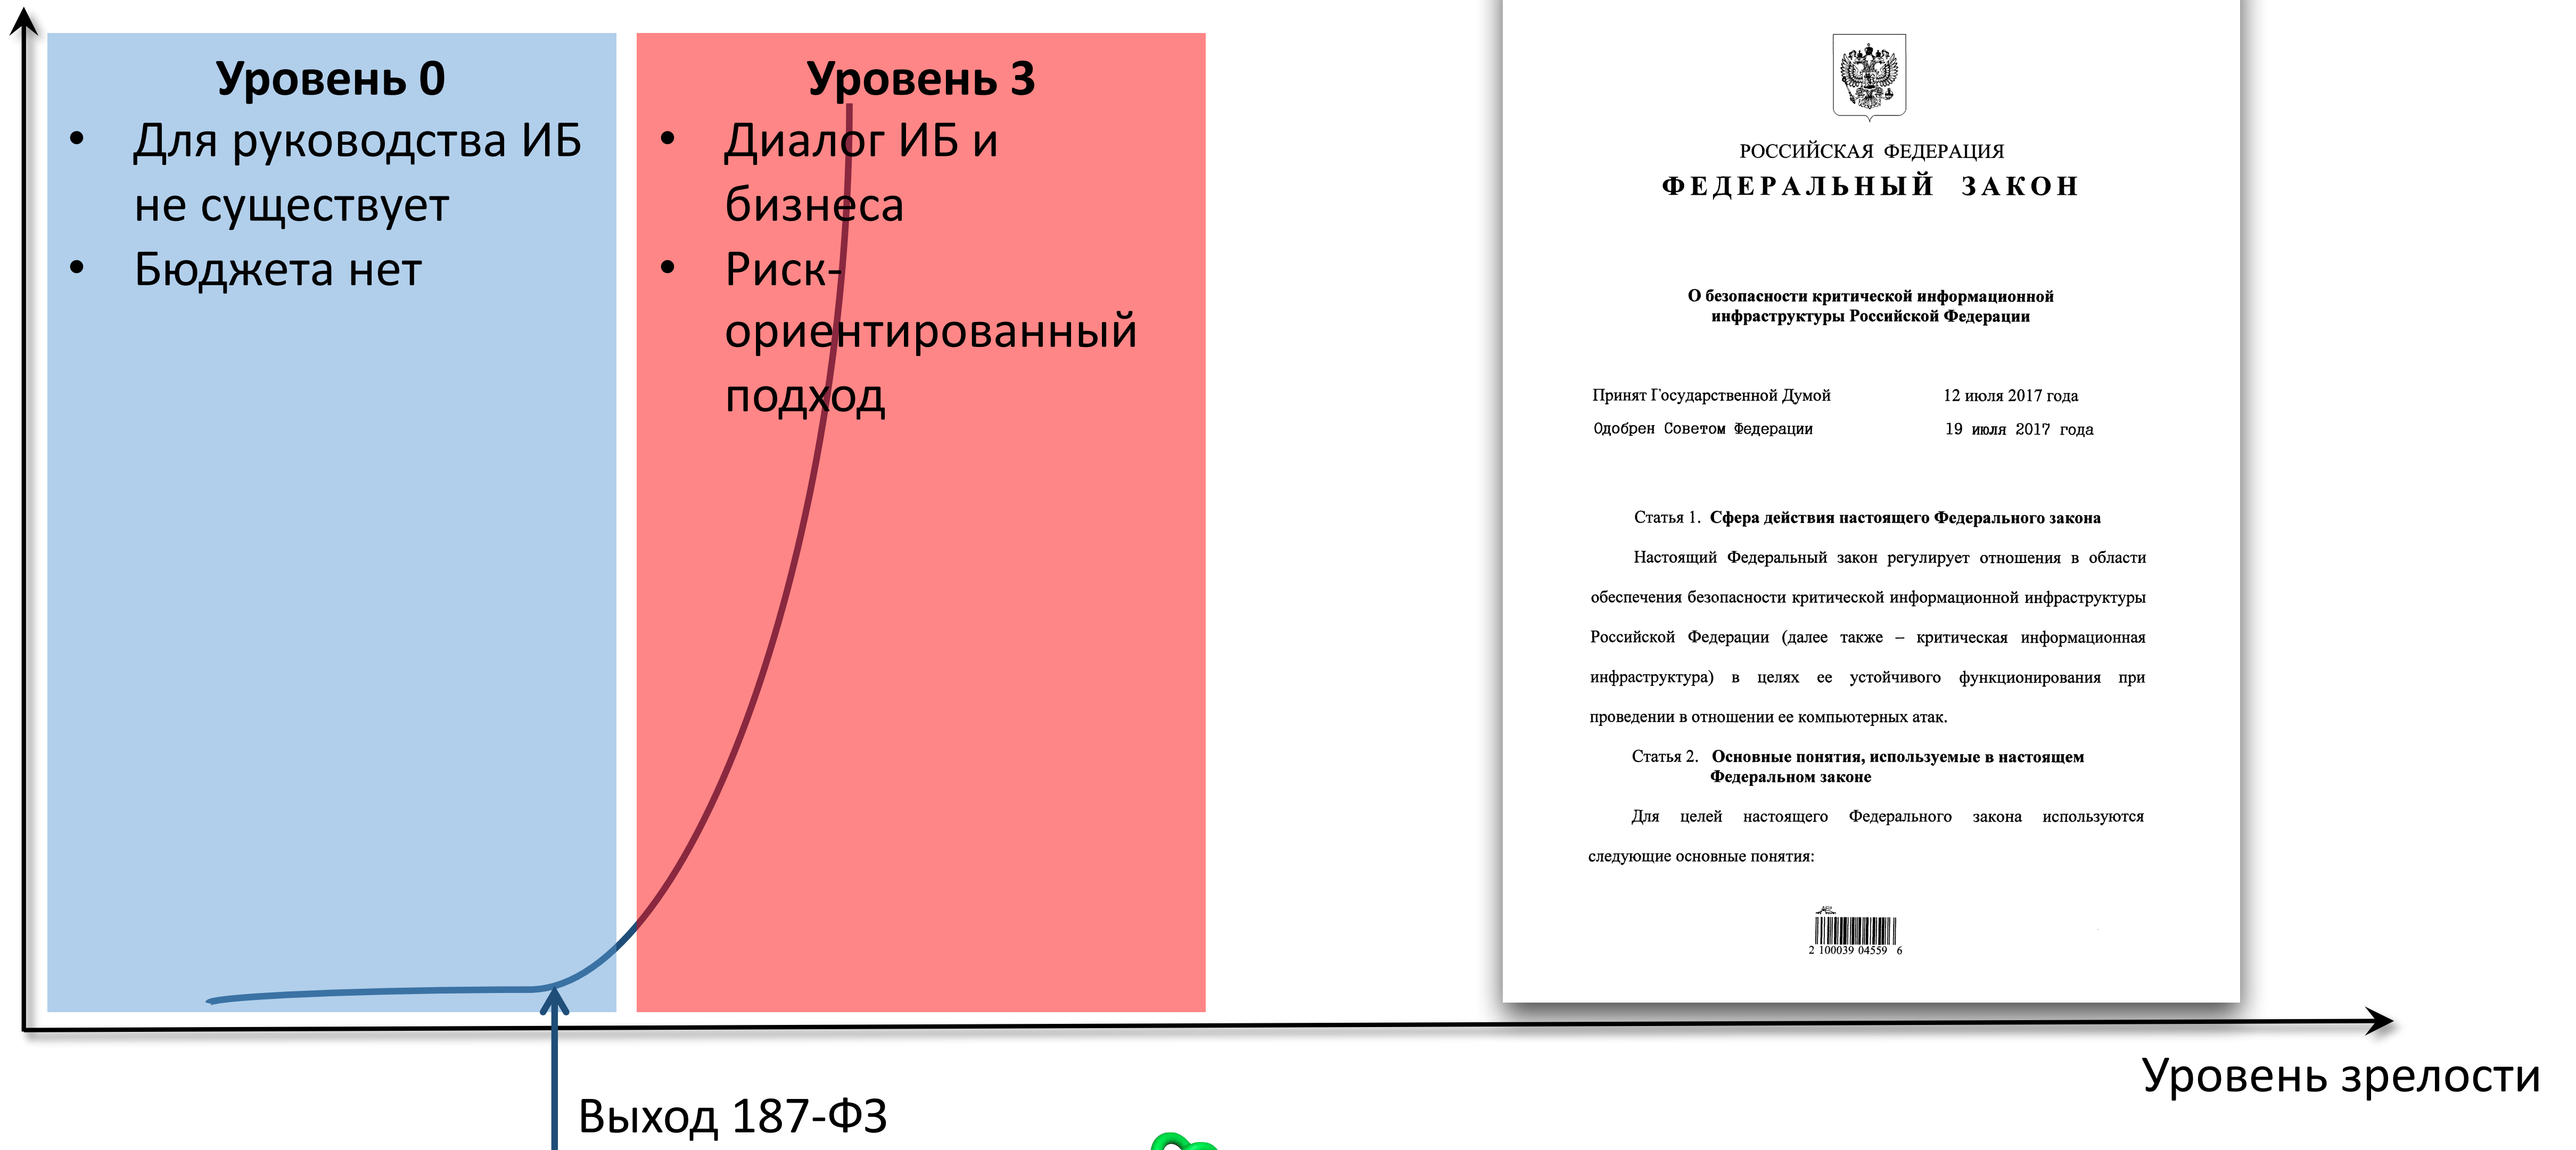 Уровень 0
• Для руководства ИБ
не существует
• Бюджета нет
Уровень 3
• Диалог ИБ и
бизнеса
• Риск-
ориентированный
подход
Выход 187-ФЗ
Уровень зрелости
РОССИЙСКАЯ ФЕДЕРАЦИЯ
ФЕДЕРАЛЬНЫЙ ЗАКОН
О безопасности критической информационной
инфраструктуры Российской Федерации
Принят Государственной Думой 12 июля 2017 года
Одобрен Советом Федерации 19 июля 2017 года
Статья 1. Сфера действия настоящего Федерального закона
Настоящий Федеральный закон регулирует отношения в области
обеспечения безопасности критической информационной инфраструктуры
Российской Федерации (далее также – критическая информационная
инфраструктура) в целях ее устойчивого функционирования при
проведении в отношении ее компьютерных атак.
Статья 2. Основные понятия, используемые в настоящем
Федеральном законе
Для целей настоящего Федерального закона используются
следующие основные понятия:
2 100039 04559 6